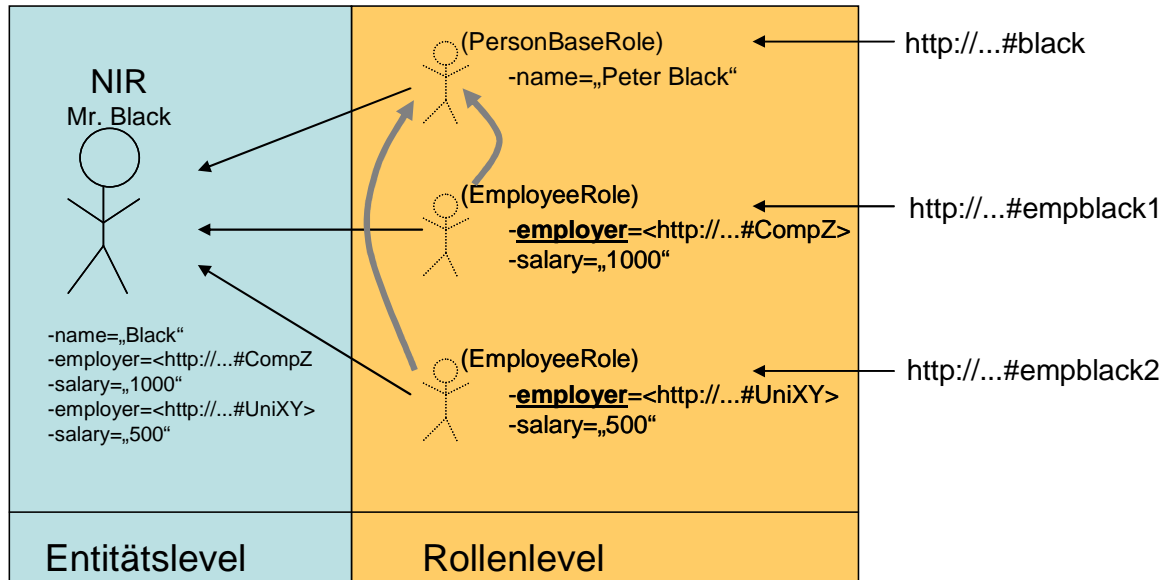 NIR
Mr. Black
-name=„Black“
-employer=<http://...#CompZ
-salary=„1000“
-employer=<http://...#UniXY>
-salary=„500“
Entitätslevel
(PersonBaseRole)
-name=„Peter Black“
(EmployeeRole)
-employer=<http://...#CompZ>
-salary=„1000“
(EmployeeRole)
-employer=<http://...#UniXY>
-salary=„500“
Rollenlevel
http://...#black
http://...#empblack1
http://...#empblack2